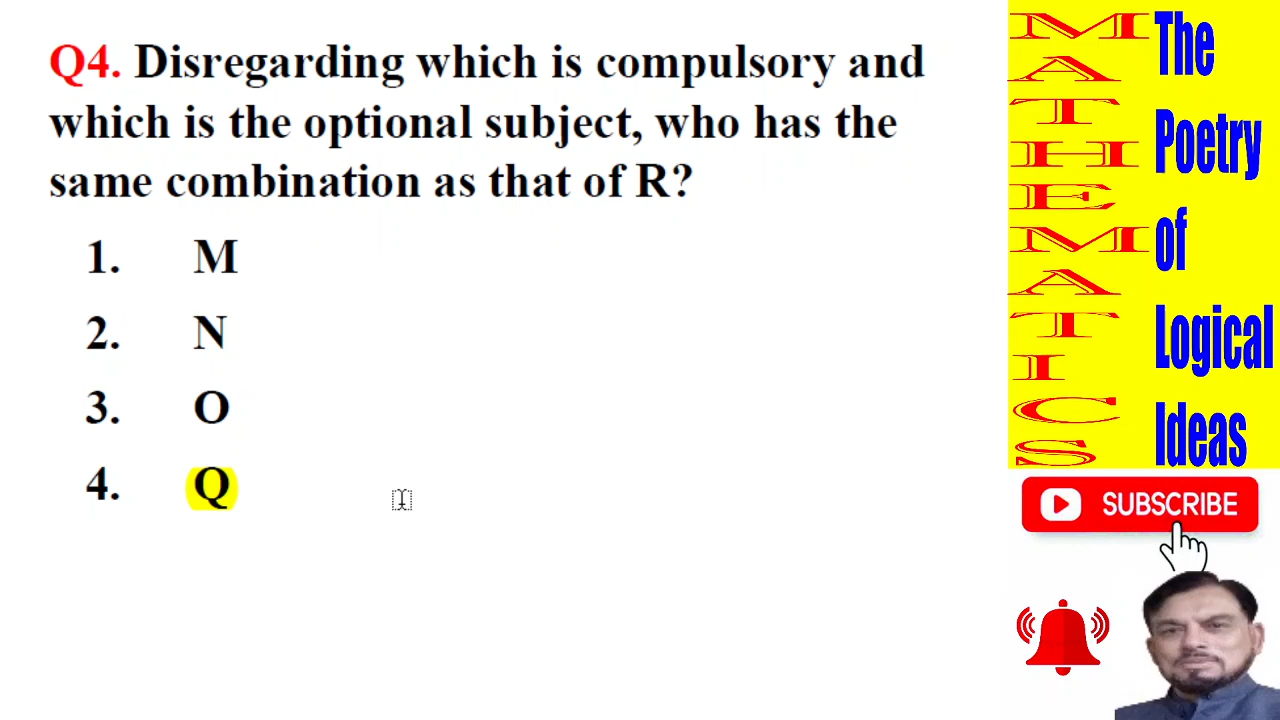 Q4. Disregarding which is compulsory and
which is the optional subject, who has the
same combination as that of R?
1. M
2. N
3. O
4. Q
MATHEMATICS
The
Poetry
of
Logical
Ideas
SUBSCRIBE